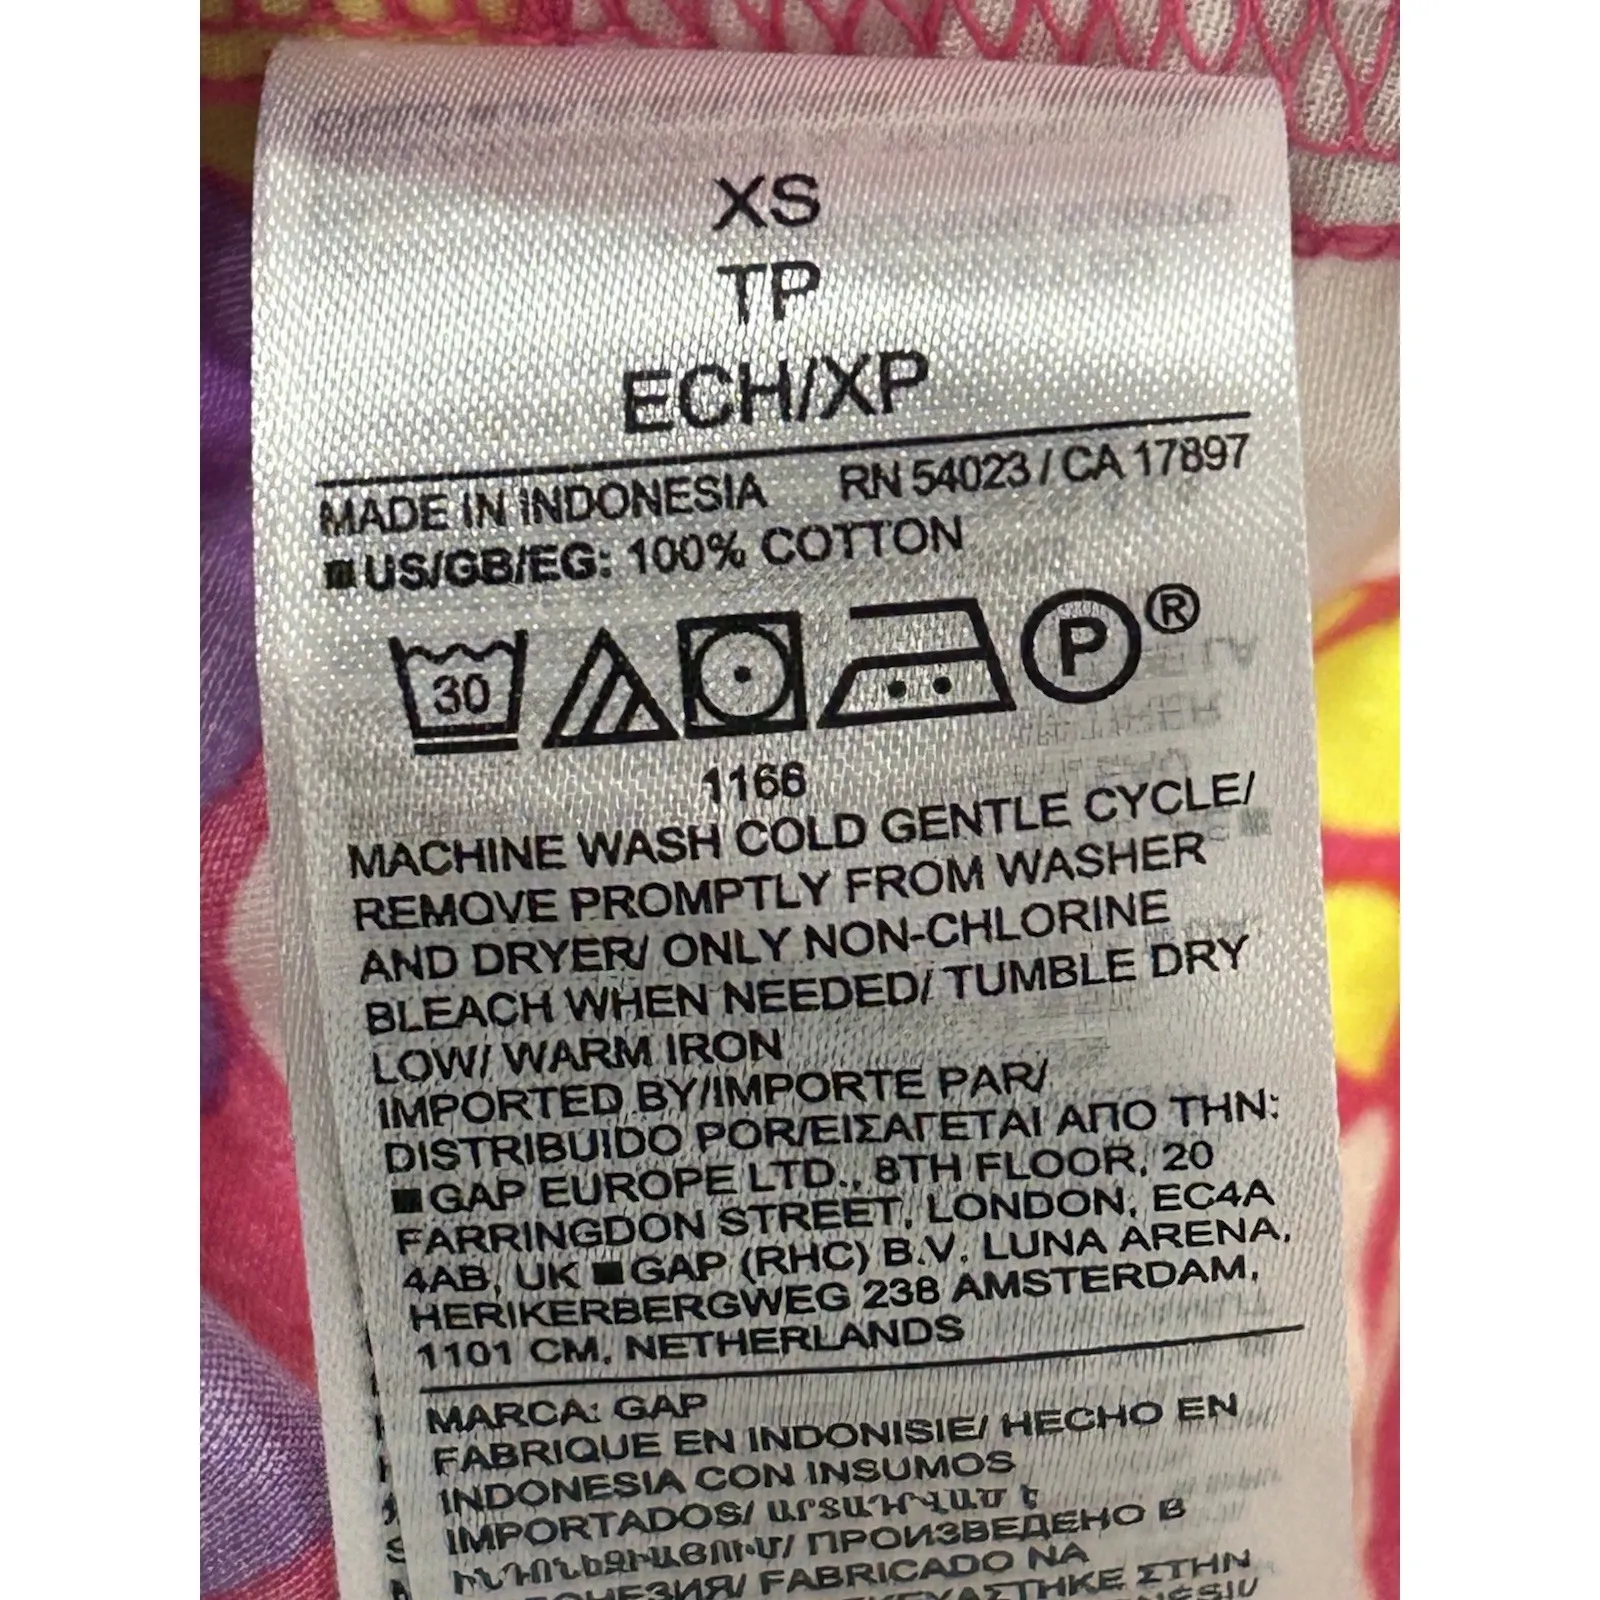 XS
TP
ECH/XP
MADE IN INDONESIA RN 54023 / CA 17897
■US/GB/EG: 100% COTTON
30 P®
1166
MACHINE WASH COLD GENTLE CYCLE/
REMOVE PROMPTLY FROM WASHER
AND DRYER/ ONLY NON-CHLORINE
BLEACH WHEN NEEDED/ TUMBLE DRY
LOW/ WARM IRON
IMPORTED BY/IMPORTE PAR/
DISTRIBUIDO POR/ΕΙΣΑΓΕΤΑΙ ΑΠΟ ΤΗΝ:
■GAP EUROPE LTD., 8TH FLOOR, 20
FARRINGDON STREET, LONDON, EC4A
4AB, UK ■GAP (RHC) B.V. LUNA ARENA,
HERIKERBERGWEG 238 AMSTERDAM,
1101 CM, NETHERLANDS
MARCA: GAP
FABRIQUE EN INDONISIE/ HECHO EN
INDONESIA CON INSUMOS
IMPORTADOS/ ԱՐՏԱԴՐՎԱԾ Է
ԻՆԴՈՆԵԶԻԱՅՈՒՄ/ ПРОИЗВЕДЕНО В
FABRICADO NA
ΣΤΗΝ